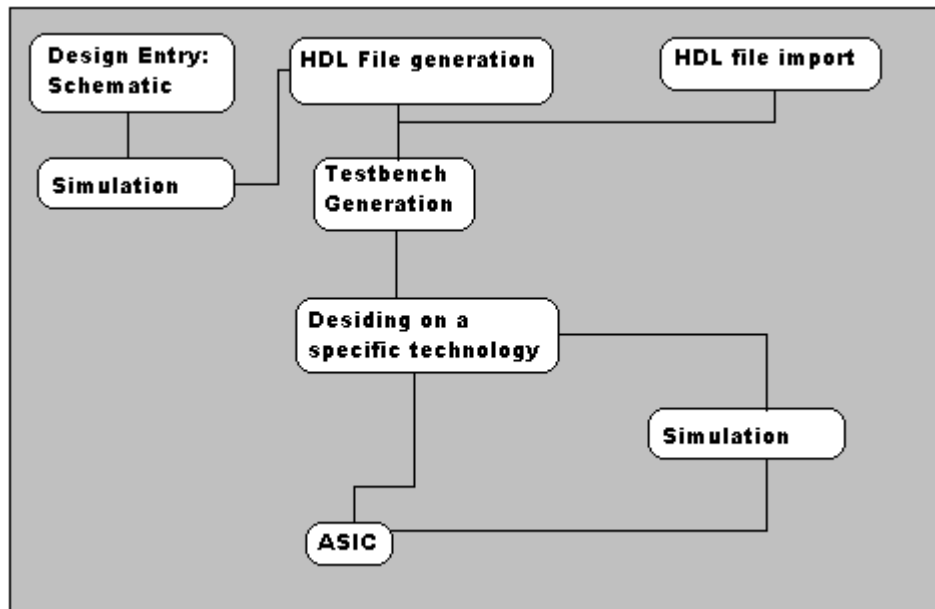 Design Entry:
Schematic
HDL File generation
HDL file import
Simulation
Testbench
Generation
Desiding on a
specific technology
Simulation
ASIC